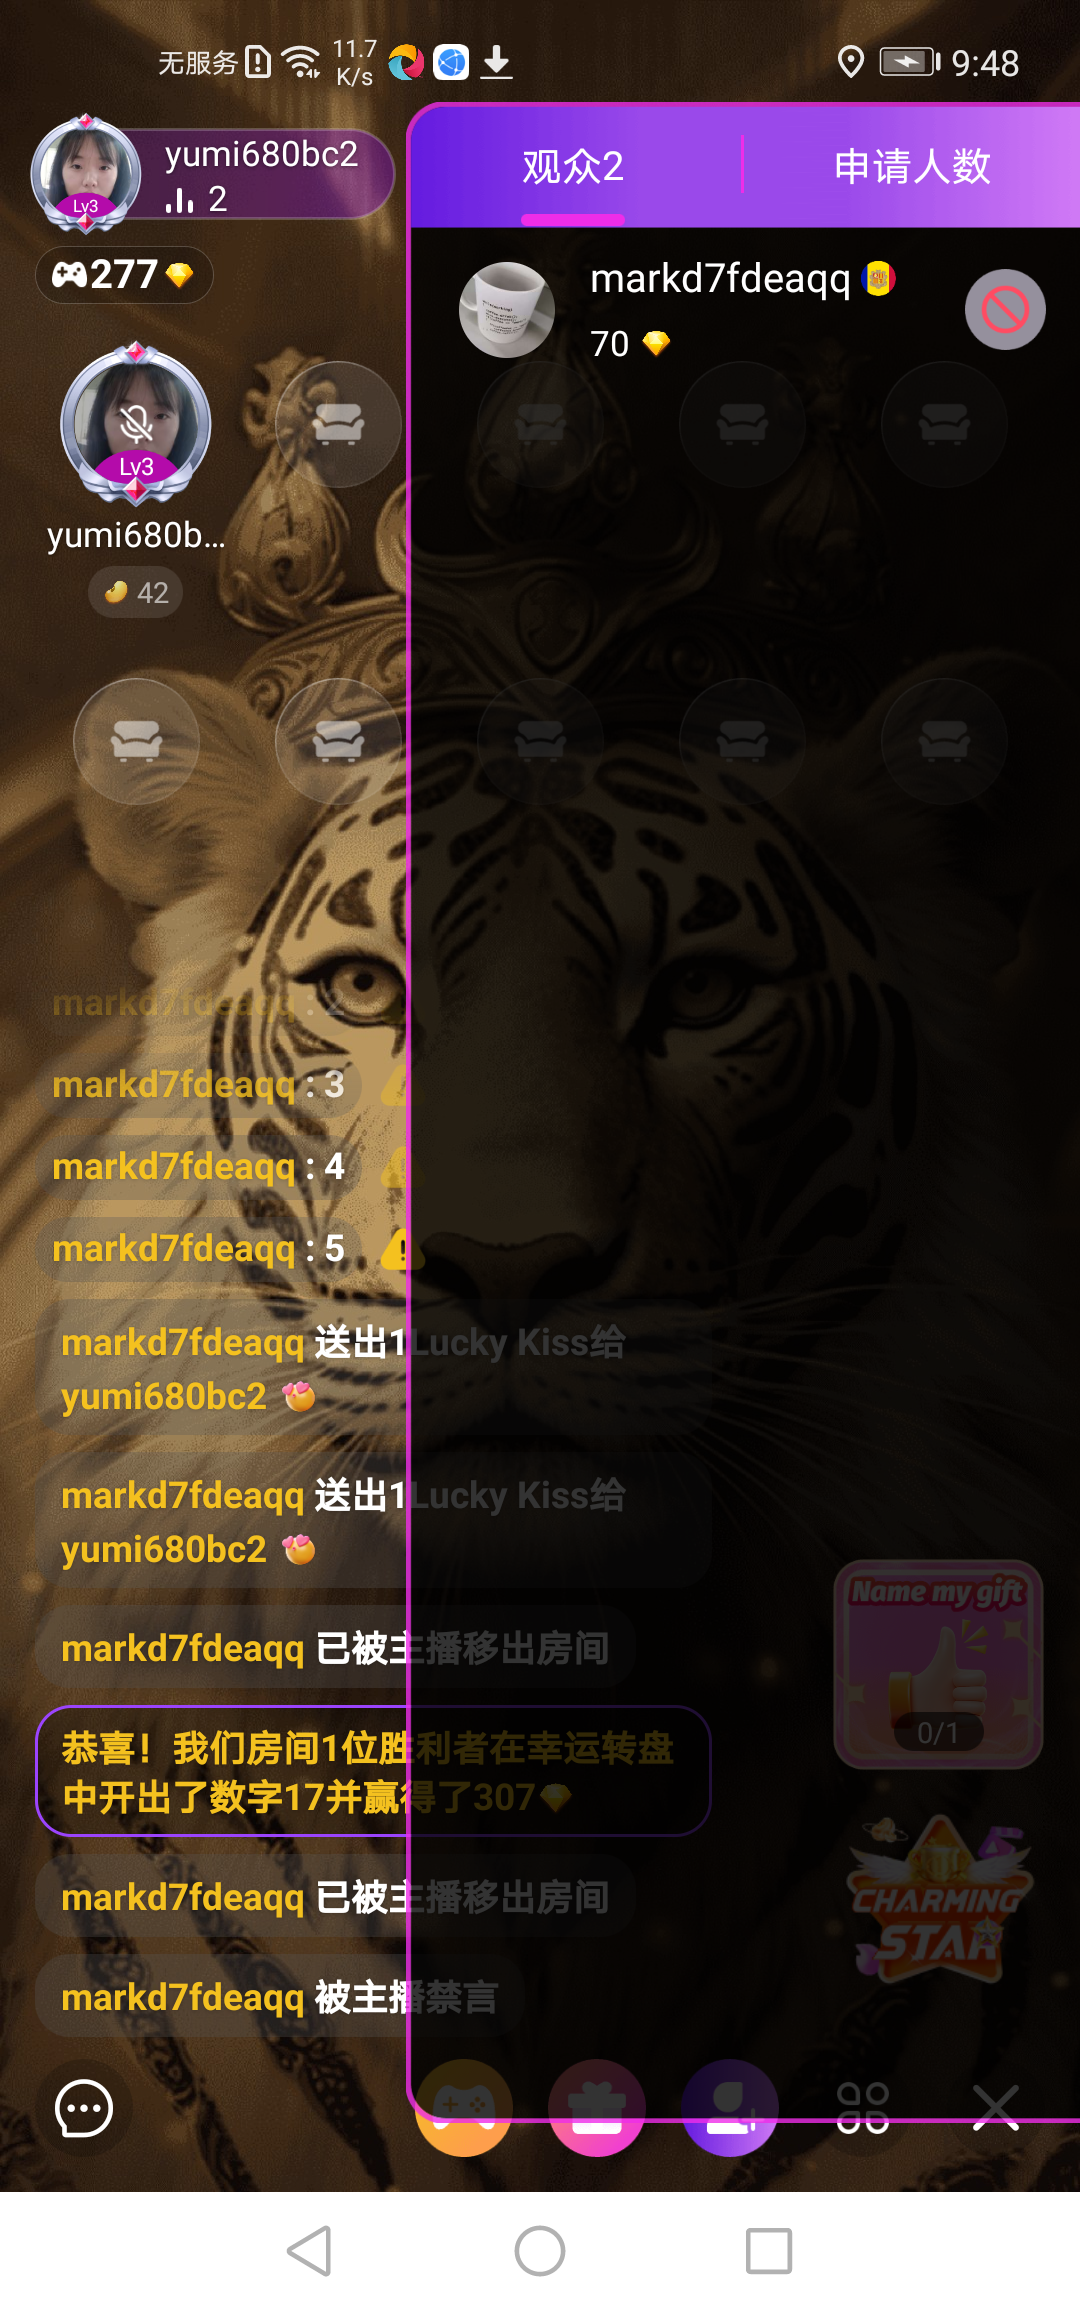 无服务
11.7
K/s
9:48
yumi680bc2
Lv3
2
277
观众2
申请人数
markd7fdeaqq
70
Lv3
yumi680b...
42
markd7fdeaqq : 2
markd7fdeaqq : 3
markd7fdeaqq : 4
markd7fdeaqq : 5
markd7fdeaqq 送出1Lucky Kiss给
yumi680bc2
markd7fdeaqq 送出1Lucky Kiss给
yumi680bc2
Name my gift
0/1
markd7fdeaqq 已被主播移出房间
恭喜！我们房间1位胜利者在幸运转盘
中开出了数字17并赢得了307
CHARMING
STAR
markd7fdeaqq 已被主播移出房间
markd7fdeaqq 被主播禁言